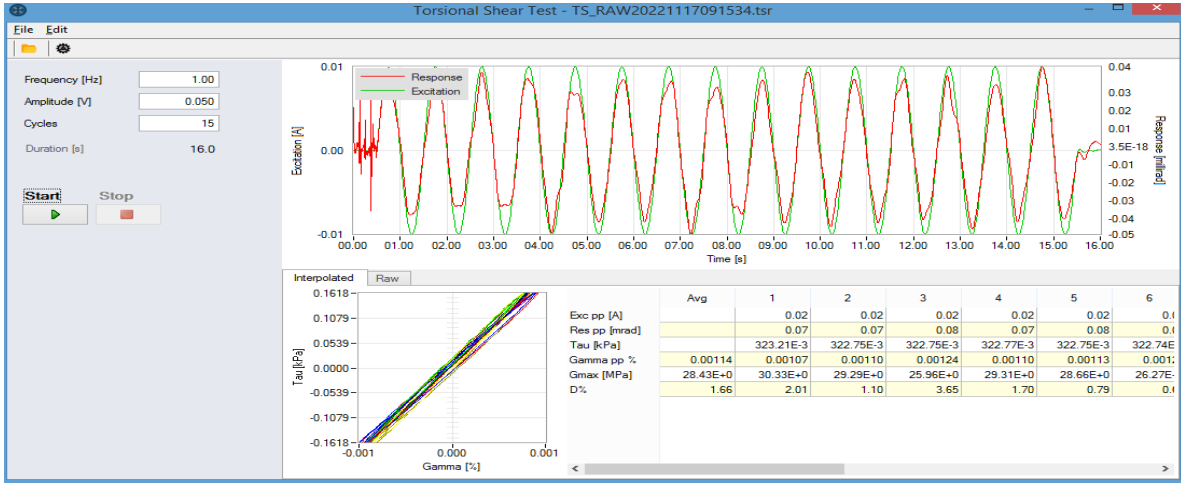 Torsional Shear Test - TS_RAW20221117091534.tsr
File Edit
Frequency [Hz] 1.00
Amplitude [V] 0.050
Cycles 15
Duration [s] 16.0
Start Stop
Response
Excitation
Excitation [A]
0.01
0.00
-0.01
0.04
0.03
0.02
0.01
3.5E-18
-0.01
-0.02
-0.03
-0.04
-0.05
Response [millirad]
00.00 01.00 02.00 03.00 04.00 05.00 06.00 07.00 08.00 09.00 10.00 11.00 12.00 13.00 14.00 15.00 16.00
Time [s]
Interpolated Raw
Tau [kPa]
0.1618
0.1079
0.0539
0.0000
-0.0539
-0.1079
-0.1618
-0.001 0.000 0.001
Gamma [%]
Avg 1 2 3 4 5 6
Exc pp [A] 0.02 0.02 0.02 0.02 0.02
Res pp [mrad] 0.07 0.07 0.08 0.07 0.08
Tau [kPa] 323.21E-3 322.75E-3 322.75E-3 322.77E-3 322.75E-3 322.74E
Gamma pp % 0.00114 0.00107 0.00110 0.00124 0.00110 0.00113
Gmax [MPa] 28.43E+0 30.33E+0 29.29E+0 25.96E+0 29.31E+0 28.66E+0 26.27E-
D% 1.66 2.01 1.10 3.65 1.70 0.79